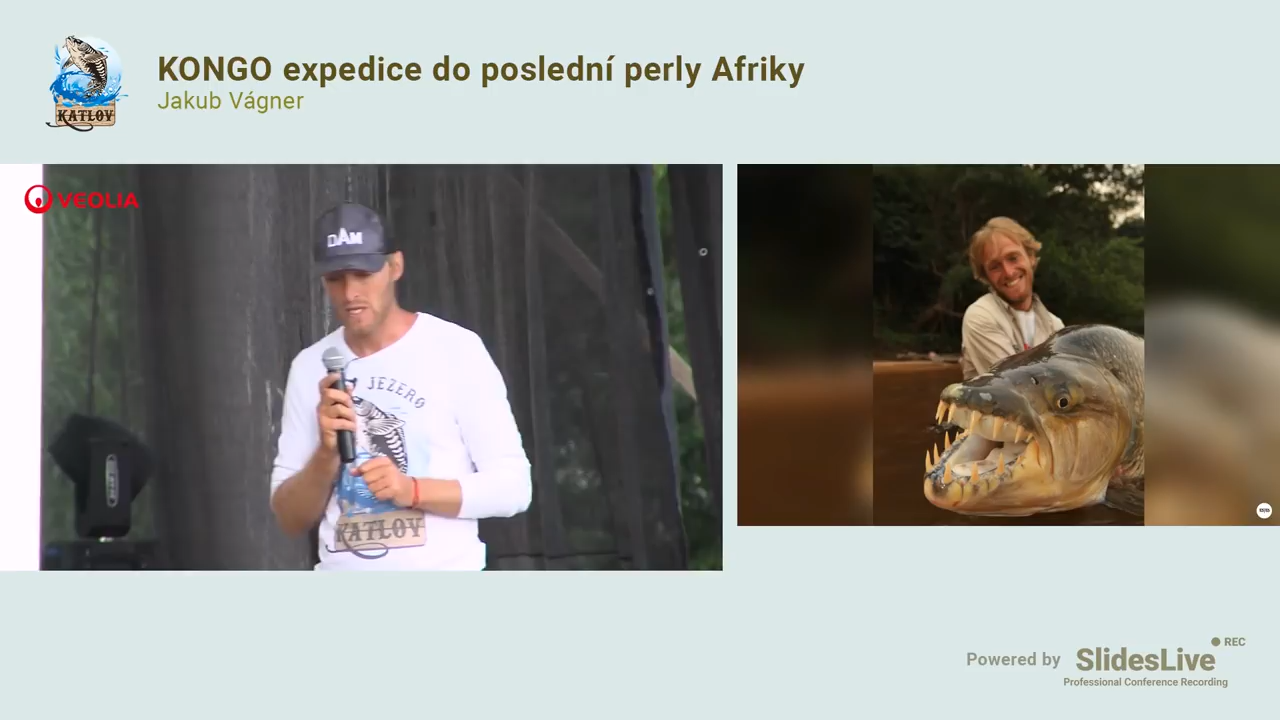 KATLOV
KONGO expedice do poslední perly Afriky
Jakub Vágner
VEOLIA
DAM
JEZERO
KATLOV
Powered by
SlidesLive
REC
Professional Conference Recording